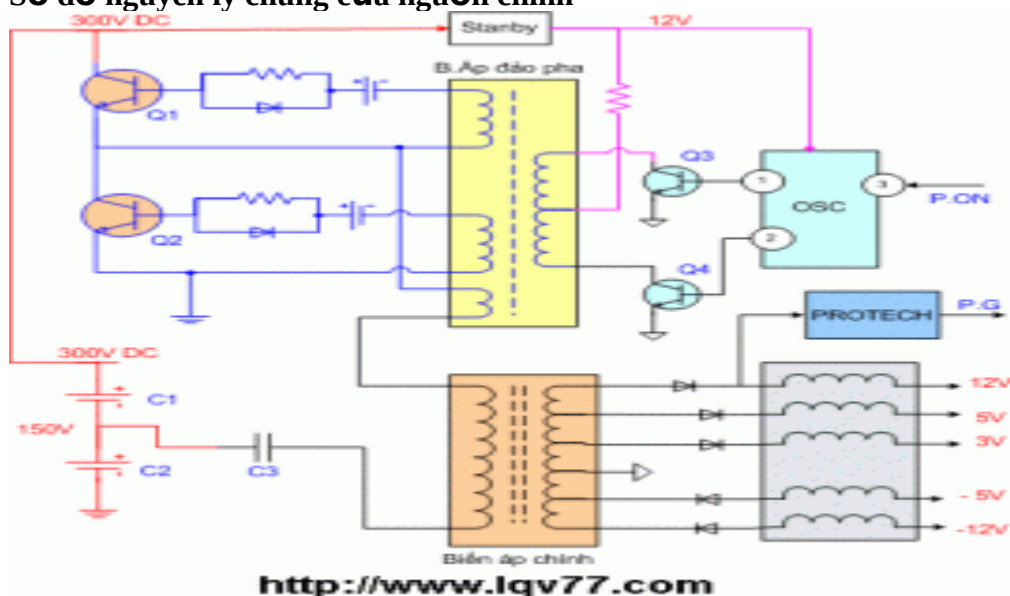 Sơ đồ nguyên lý chung của nguồn chính
300V DC
Stanby
12V
B.Áp đảo pha
Q1
Q2
Q3
1
3
OSC
P.ON
2
Q4
PROTECH
P.G
300V DC
C1
150V
C2
C3
12V
5V
3V
- 5V
-12V
Biến áp chính
http://www.lqv77.com